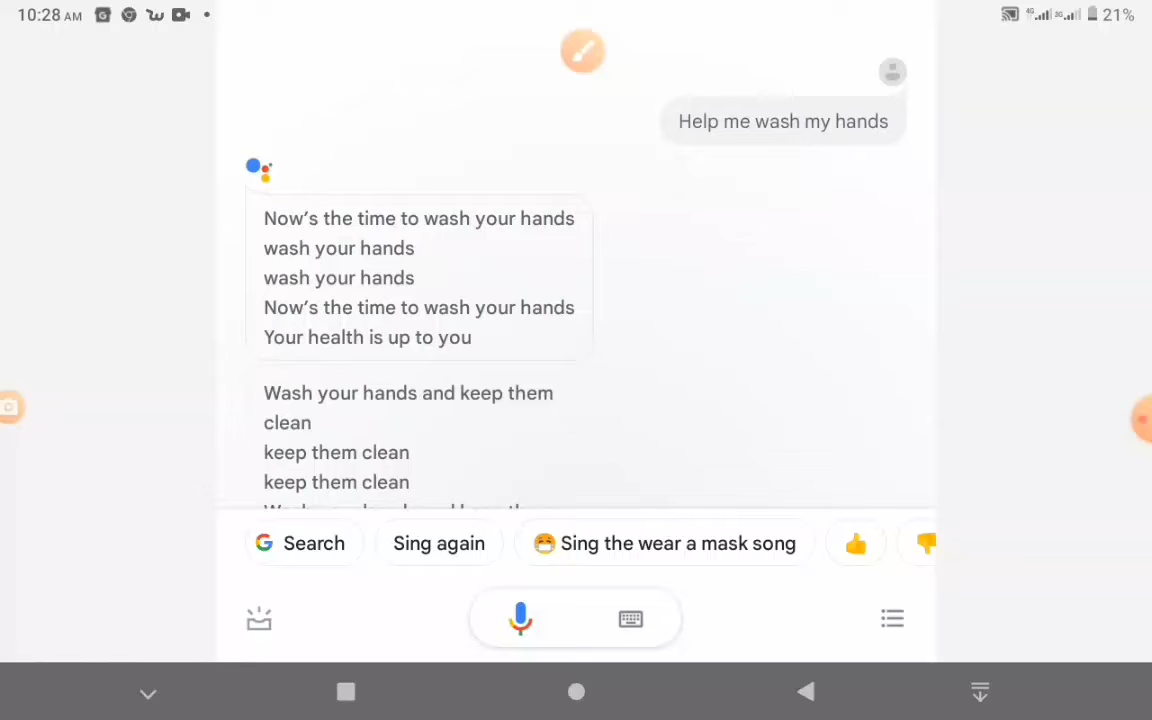 10:28 AM
4G
3G
21%
Help me wash my hands
Now's the time to wash your hands
wash your hands
wash your hands
Now's the time to wash your hands
Your health is up to you
Wash your hands and keep them
clean
keep them clean
keep them clean
Search
Sing again
Sing the wear a mask song